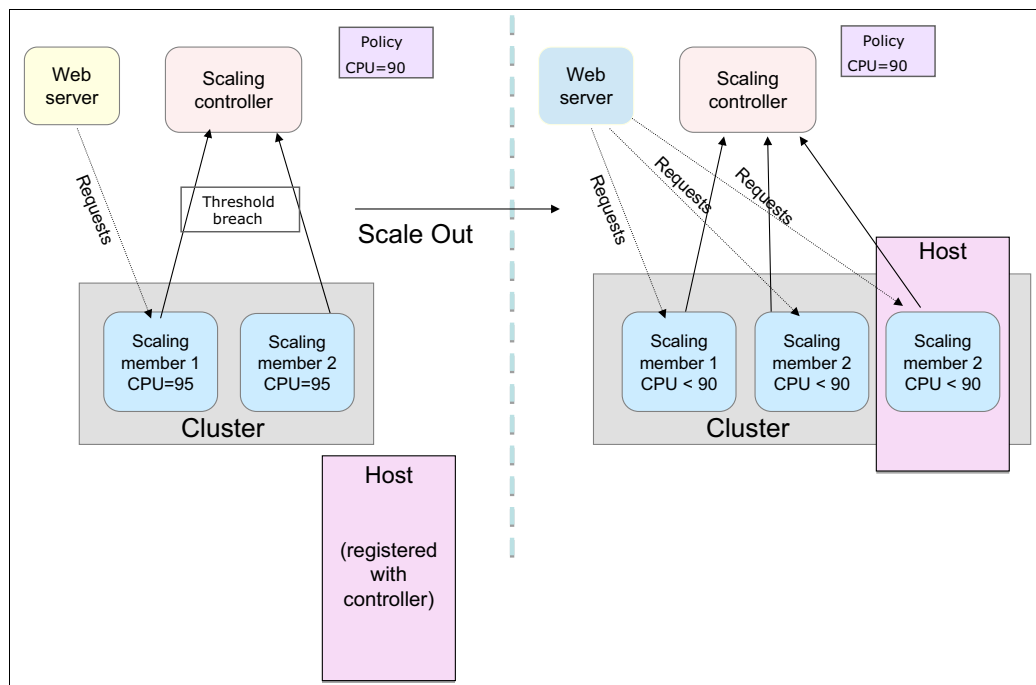 Policy
CPU=90
Web
server
Scaling
controller
Requests
Threshold
breach
Scale Out
Scaling
member 1
CPU=95
Scaling
member 2
CPU=95
Cluster
Host
(registered
with
controller)
Policy
CPU=90
Web
server
Scaling
controller
Requests
Requests
Requests
Host
Scaling
member 1
CPU < 90
Scaling
member 2
CPU < 90
Scaling
member 2
CPU < 90
Cluster